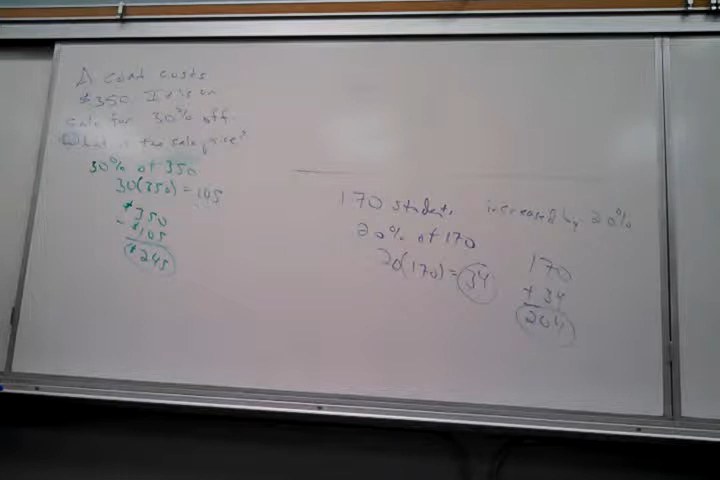 A coat costs
$350 It is on
sale for 30% off.
What is the sale price?
30% of 350
30(350) = 105
$350
- $105
$245
170 students increased by 20%
20% of 170
20(170) = 34
170
+ 34
204